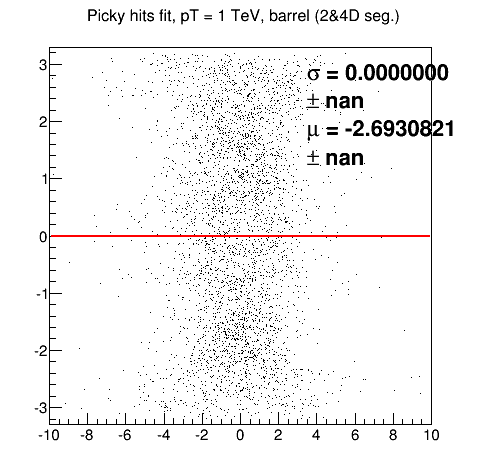 Picky hits fit, pT = 1 TeV, barrel (2&4D seg.)
σ = 0.0000000
± nan
μ = -2.6930821
± nan
3
2
1
0
-1
-2
-3
-10 -8 -6 -4 -2 0 2 4 6 8 10